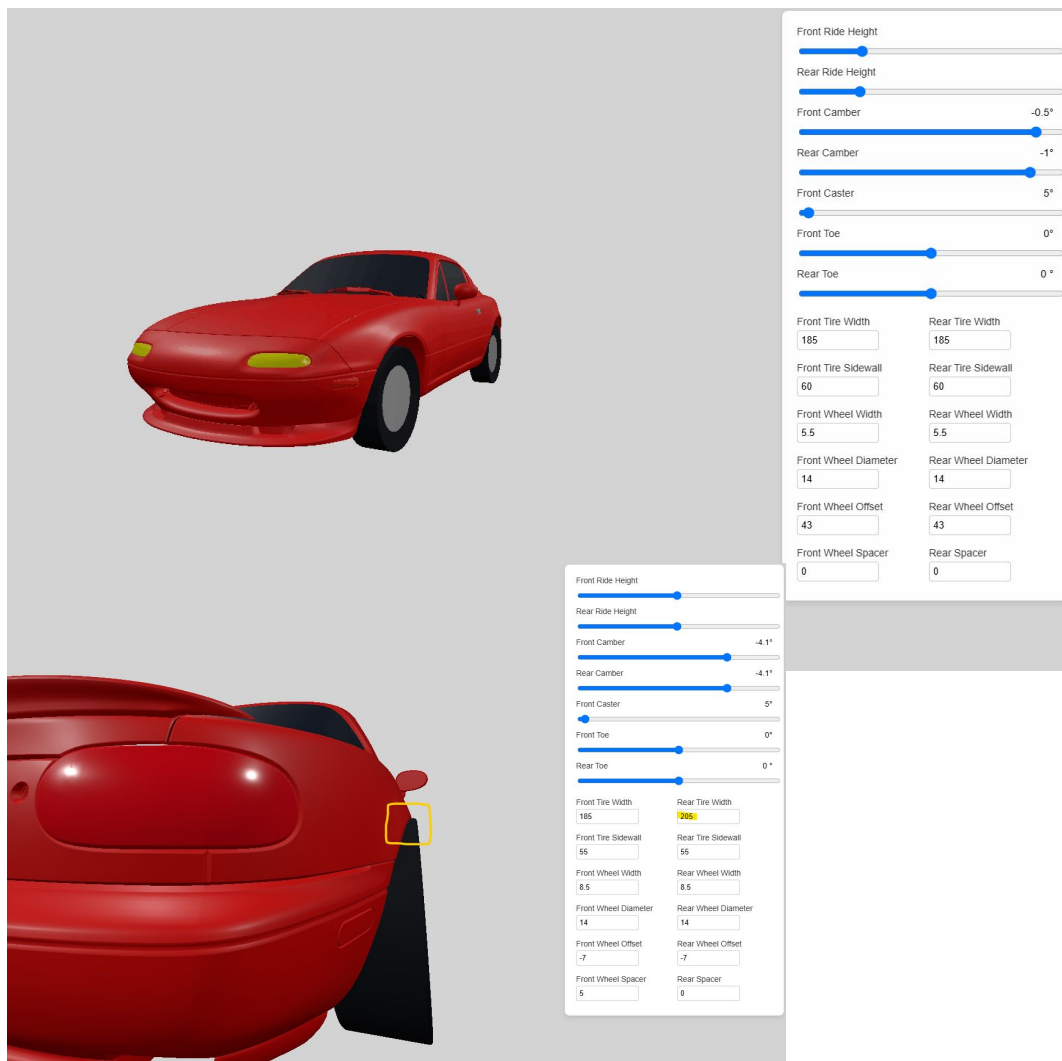 Front Ride Height
Rear Ride Height
Front Camber -0.5°
Rear Camber -1°
Front Caster 5°
Front Toe 0°
Rear Toe 0 °
Front Tire Width Rear Tire Width
185 185
Front Tire Sidewall Rear Tire Sidewall
60 60
Front Wheel Width Rear Wheel Width
5.5 5.5
Front Wheel Diameter Rear Wheel Diameter
14 14
Front Wheel Offset Rear Wheel Offset
43 43
Front Wheel Spacer Rear Spacer
0 0
Front Ride Height
Rear Ride Height
Front Camber -4.1°
Rear Camber -4.1°
Front Caster 5°
Front Toe 0°
Rear Toe 0 °
Front Tire Width Rear Tire Width
185 205
Front Tire Sidewall Rear Tire Sidewall
55 55
Front Wheel Width Rear Wheel Width
8.5 8.5
Front Wheel Diameter Rear Wheel Diameter
14 14
Front Wheel Offset Rear Wheel Offset
-7 -7
Front Wheel Spacer Rear Spacer
5 0